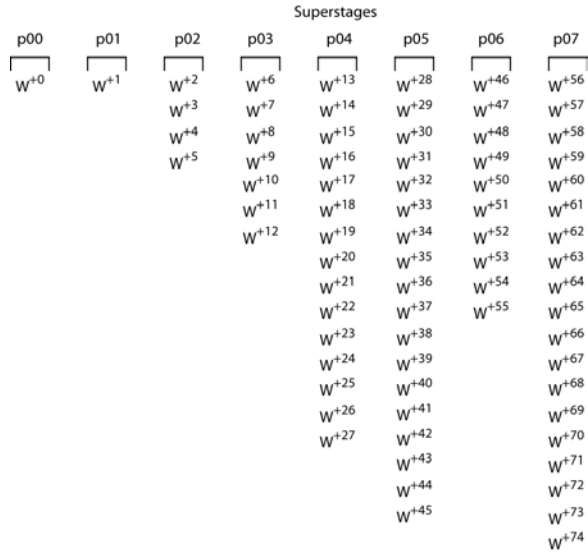 Superstages
p00 p01 p02 p03 p04 p05 p06 p07
W+0 W+1 W+2 W+6 W+13 W+28 W+46 W+56
W+3 W+7 W+14 W+29 W+47 W+57
W+4 W+8 W+15 W+30 W+48 W+58
W+5 W+9 W+16 W+31 W+49 W+59
W+10 W+17 W+32 W+50 W+60
W+11 W+18 W+33 W+51 W+61
W+12 W+19 W+34 W+52 W+62
W+20 W+35 W+53 W+63
W+21 W+36 W+54 W+64
W+22 W+37 W+55 W+65
W+23 W+38 W+66
W+24 W+39 W+67
W+25 W+40 W+68
W+26 W+41 W+69
W+27 W+42 W+70
W+43 W+71
W+44 W+72
W+45 W+73
W+74